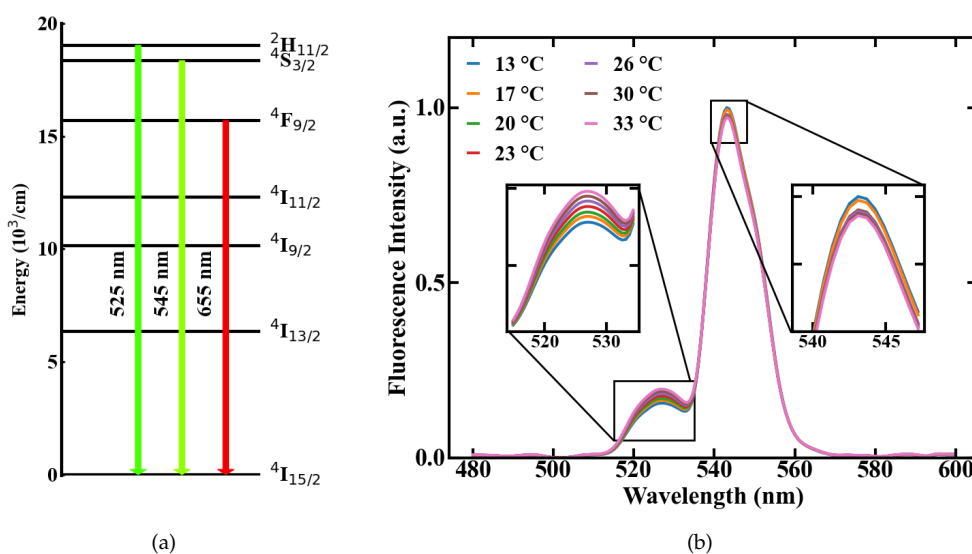 20
15
10
5
0
Energy (10³/cm)
²H₁₁/₂
⁴S₃/₂
⁴F₉/₂
⁴I₁₁/₂
⁴I₉/₂
⁴I₁₃/₂
⁴I₁₅/₂
525 nm
545 nm
655 nm
(a)
Fluorescence Intensity (a.u.)
1.0
0.5
0.0
13 °C
17 °C
20 °C
23 °C
26 °C
30 °C
33 °C
520 530
540 545
480 500 520 540 560 580 600
Wavelength (nm)
(b)